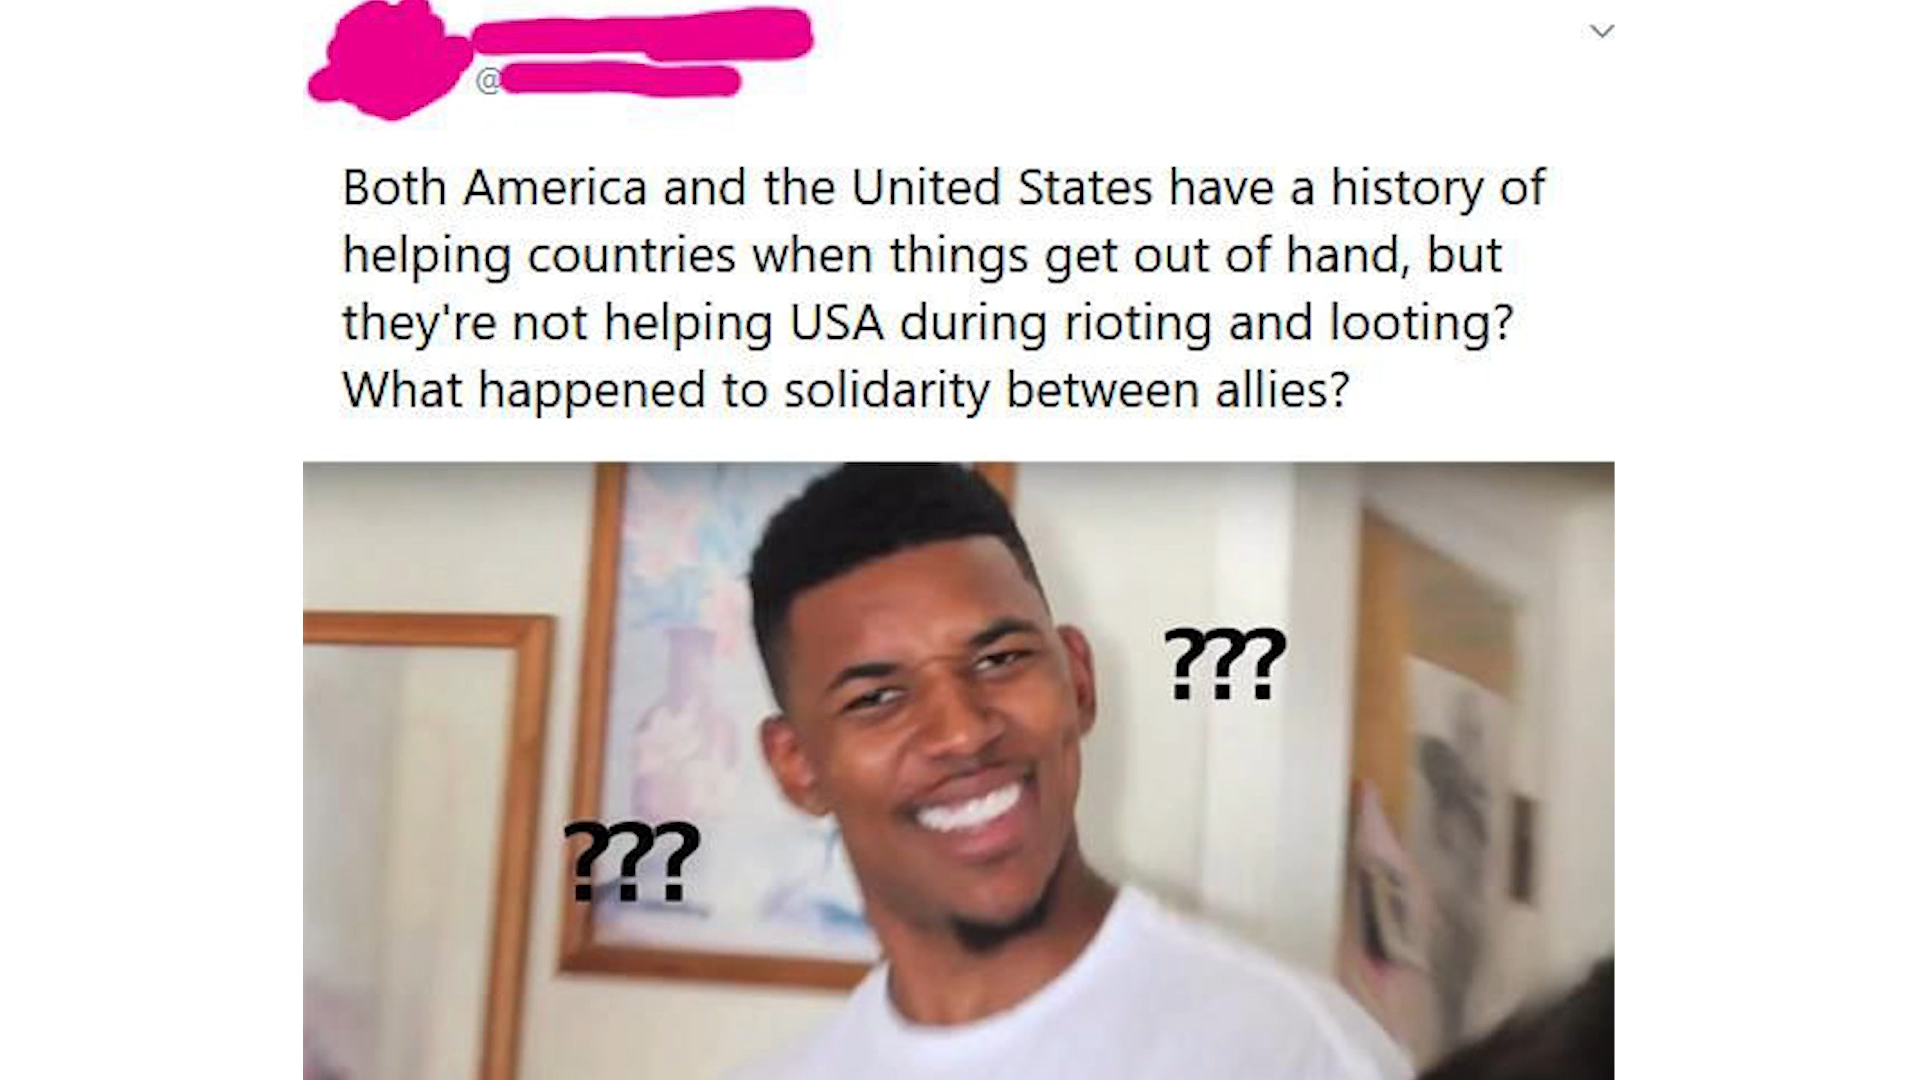 @
Both America and the United States have a history of
helping countries when things get out of hand, but
they're not helping USA during rioting and looting?
What happened to solidarity between allies?
???
???